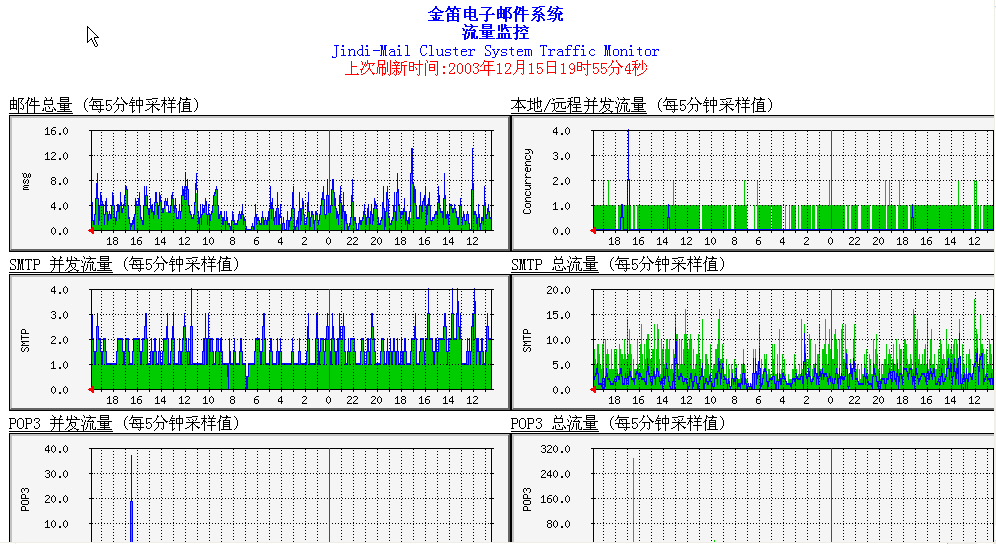 金笛电子邮件系统
流量监控
Jindi-Mail Cluster System Traffic Monitor
上次刷新时间:2003年12月15日19时55分4秒
邮件总量 (每5分钟采样值)
本地/远程并发流量 (每5分钟采样值)
16.0
12.0
8.0
4.0
0.0
msg
18 16 14 12 10 8 6 4 2 0 22 20 18 16 14 12
4.0
3.0
2.0
1.0
0.0
Concurrency
18 16 14 12 10 8 6 4 2 0 22 20 18 16 14 12
SMTP 并发流量 (每5分钟采样值)
SMTP 总流量 (每5分钟采样值)
4.0
3.0
2.0
1.0
0.0
SMTP
18 16 14 12 10 8 6 4 2 0 22 20 18 16 14 12
20.0
15.0
10.0
5.0
0.0
SMTP
18 16 14 12 10 8 6 4 2 0 22 20 18 16 14 12
POP3 并发流量 (每5分钟采样值)
POP3 总流量 (每5分钟采样值)
40.0
30.0
20.0
10.0
POP3
320.0
240.0
160.0
80.0
POP3